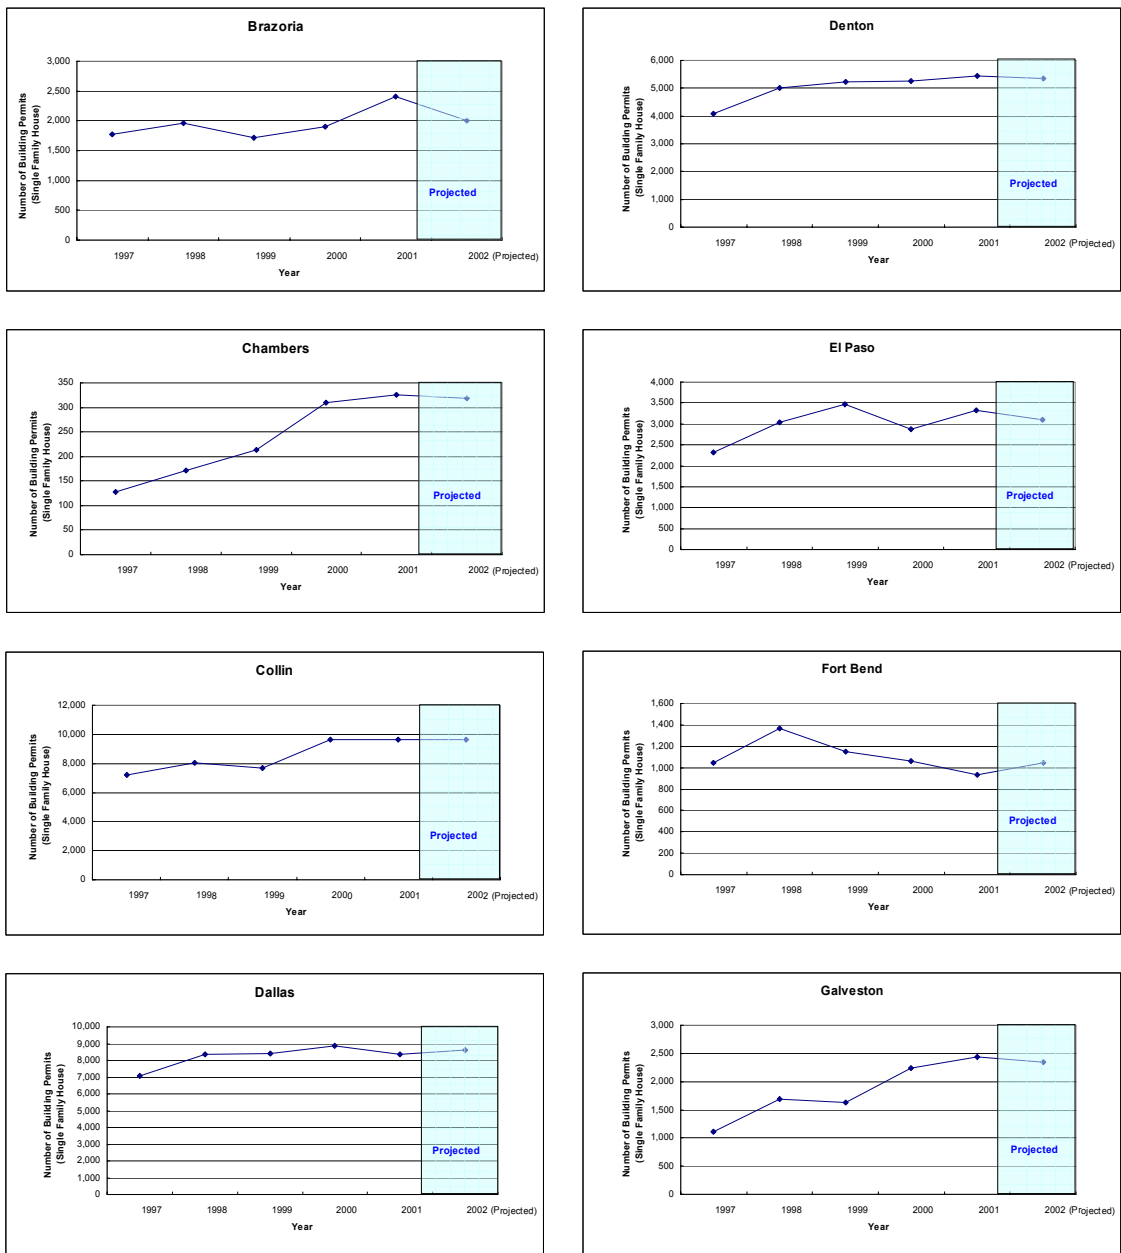 Brazoria
Number of Building Permits
(Single Family House)
3,000
2,500
2,000
1,500
1,000
500
0
Projected
1997
1998
1999
2000
2001
2002 (Projected)
Year
Denton
Number of Building Permits
(Single Family House)
6,000
5,000
4,000
3,000
2,000
1,000
0
Projected
1997
1998
1999
2000
2001
2002 (Projected)
Year
Chambers
Number of Building Permits
(Single Family House)
350
300
250
200
150
100
50
0
Projected
1997
1998
1999
2000
2001
2002 (Projected)
Year
El Paso
Number of Building Permits
(Single Family House)
4,000
3,500
3,000
2,500
2,000
1,500
1,000
500
0
Projected
1997
1998
1999
2000
2001
2002 (Projected)
Year
Collin
Number of Building Permits
(Single Family House)
12,000
10,000
8,000
6,000
4,000
2,000
0
Projected
1997
1998
1999
2000
2001
2002 (Projected)
Year
Fort Bend
Number of Building Permits
(Single Family House)
1,600
1,400
1,200
1,000
800
600
400
200
0
Projected
1997
1998
1999
2000
2001
2002 (Projected)
Year
Dallas
Number of Building Permits
(Single Family House)
10,000
9,000
8,000
7,000
6,000
5,000
4,000
3,000
2,000
1,000
0
Projected
1997
1998
1999
2000
2001
2002 (Projected)
Year
Galveston
Number of Building Permits
(Single Family House)
3,000
2,500
2,000
1,500
1,000
500
0
Projected
1997
1998
1999
2000
2001
2002 (Projected)
Year